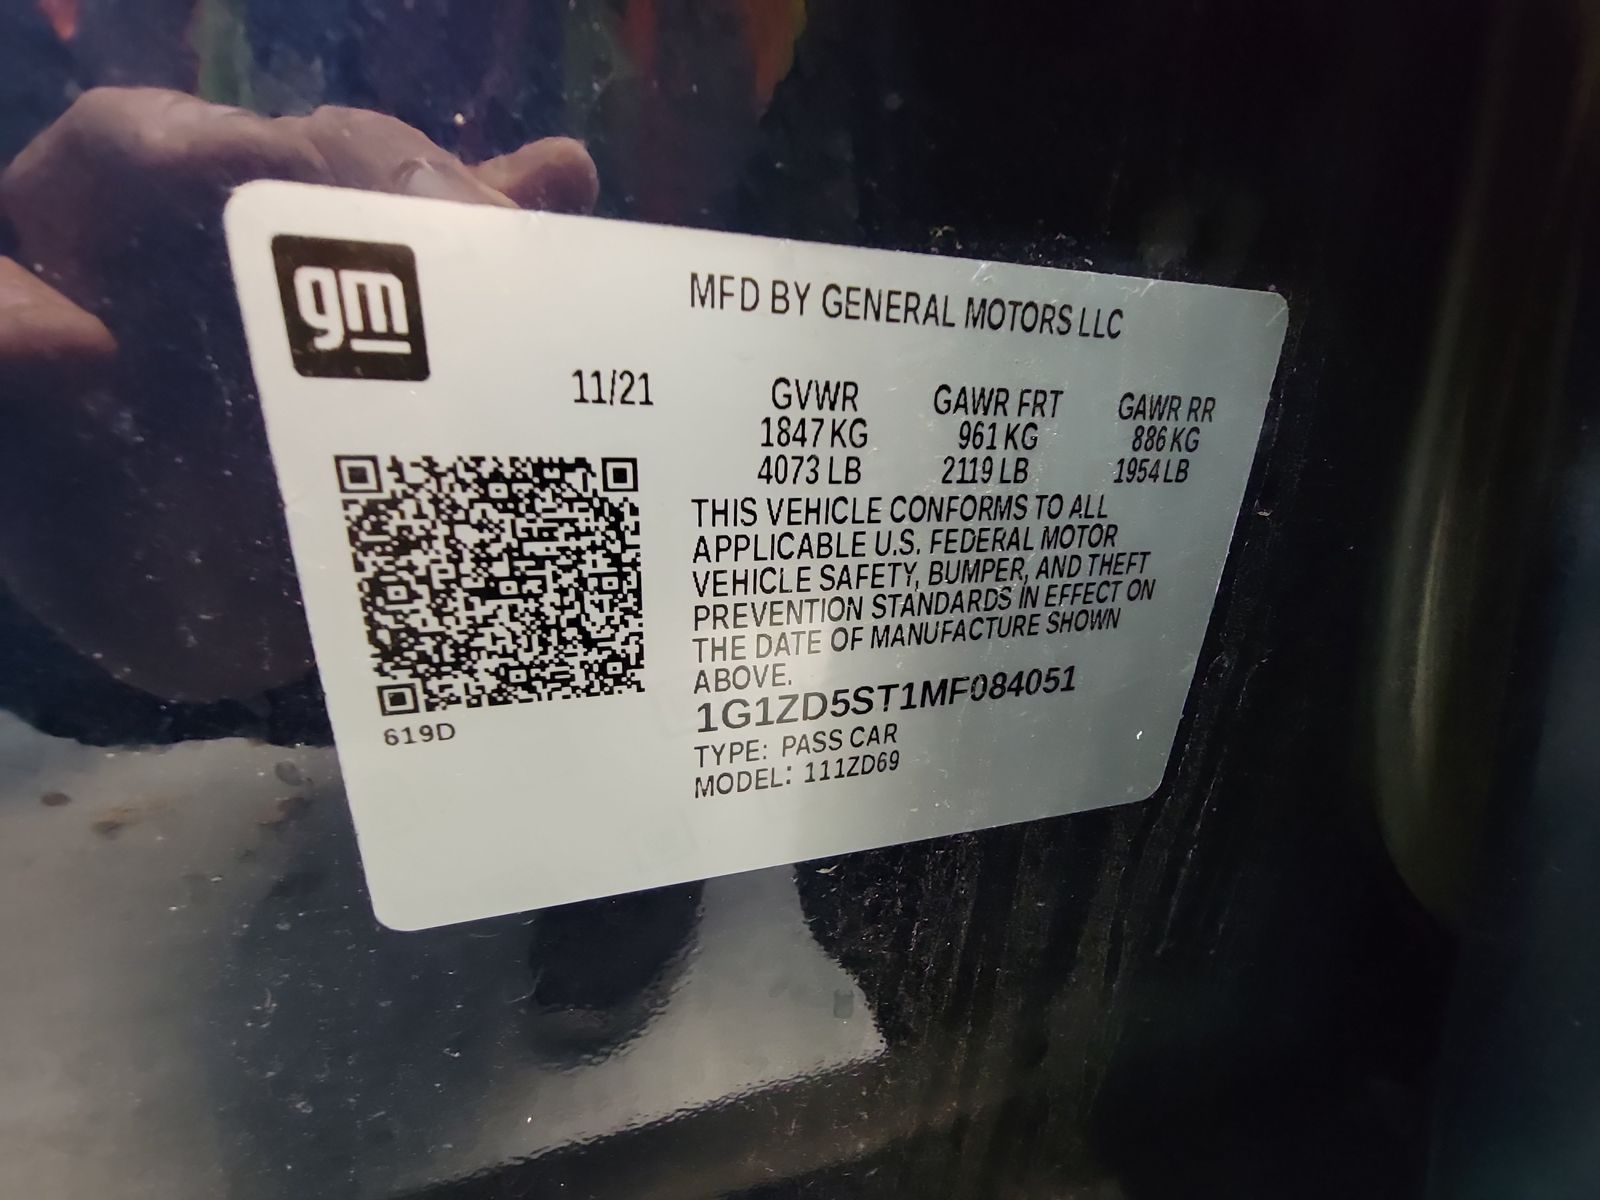 gm
MFD BY GENERAL MOTORS LLC
11/21 GVWR GAWR FRT GAWR RR
1847 KG 961 KG 886 KG
4073 LB 2119 LB 1954 LB
THIS VEHICLE CONFORMS TO ALL
APPLICABLE U.S. FEDERAL MOTOR
VEHICLE SAFETY, BUMPER, AND THEFT
PREVENTION STANDARDS IN EFFECT ON
THE DATE OF MANUFACTURE SHOWN
ABOVE.
1G1ZD5ST1MF084051
619D
TYPE: PASS CAR
MODEL: 111ZD69